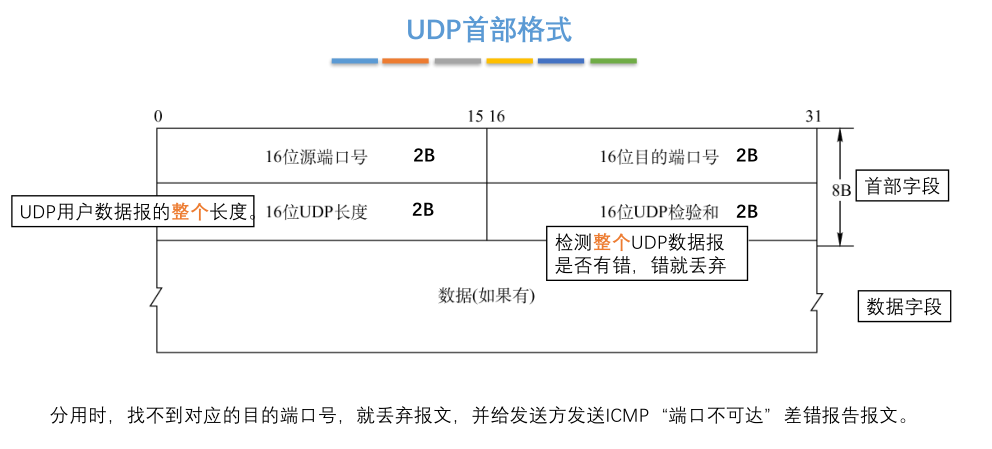 UDP首部格式
0 15 16 31
16位源端口号 2B 16位目的端口号 2B
8B 首部字段
UDP用户数据报的整个长度。 16位UDP长度 2B 16位UDP检验和 2B
检测整个UDP数据报
是否有错，错就丢弃
数据(如果有) 数据字段
分用时，找不到对应的目的端口号，就丢弃报文，并给发送方发送ICMP“端口不可达”差错报告报文。